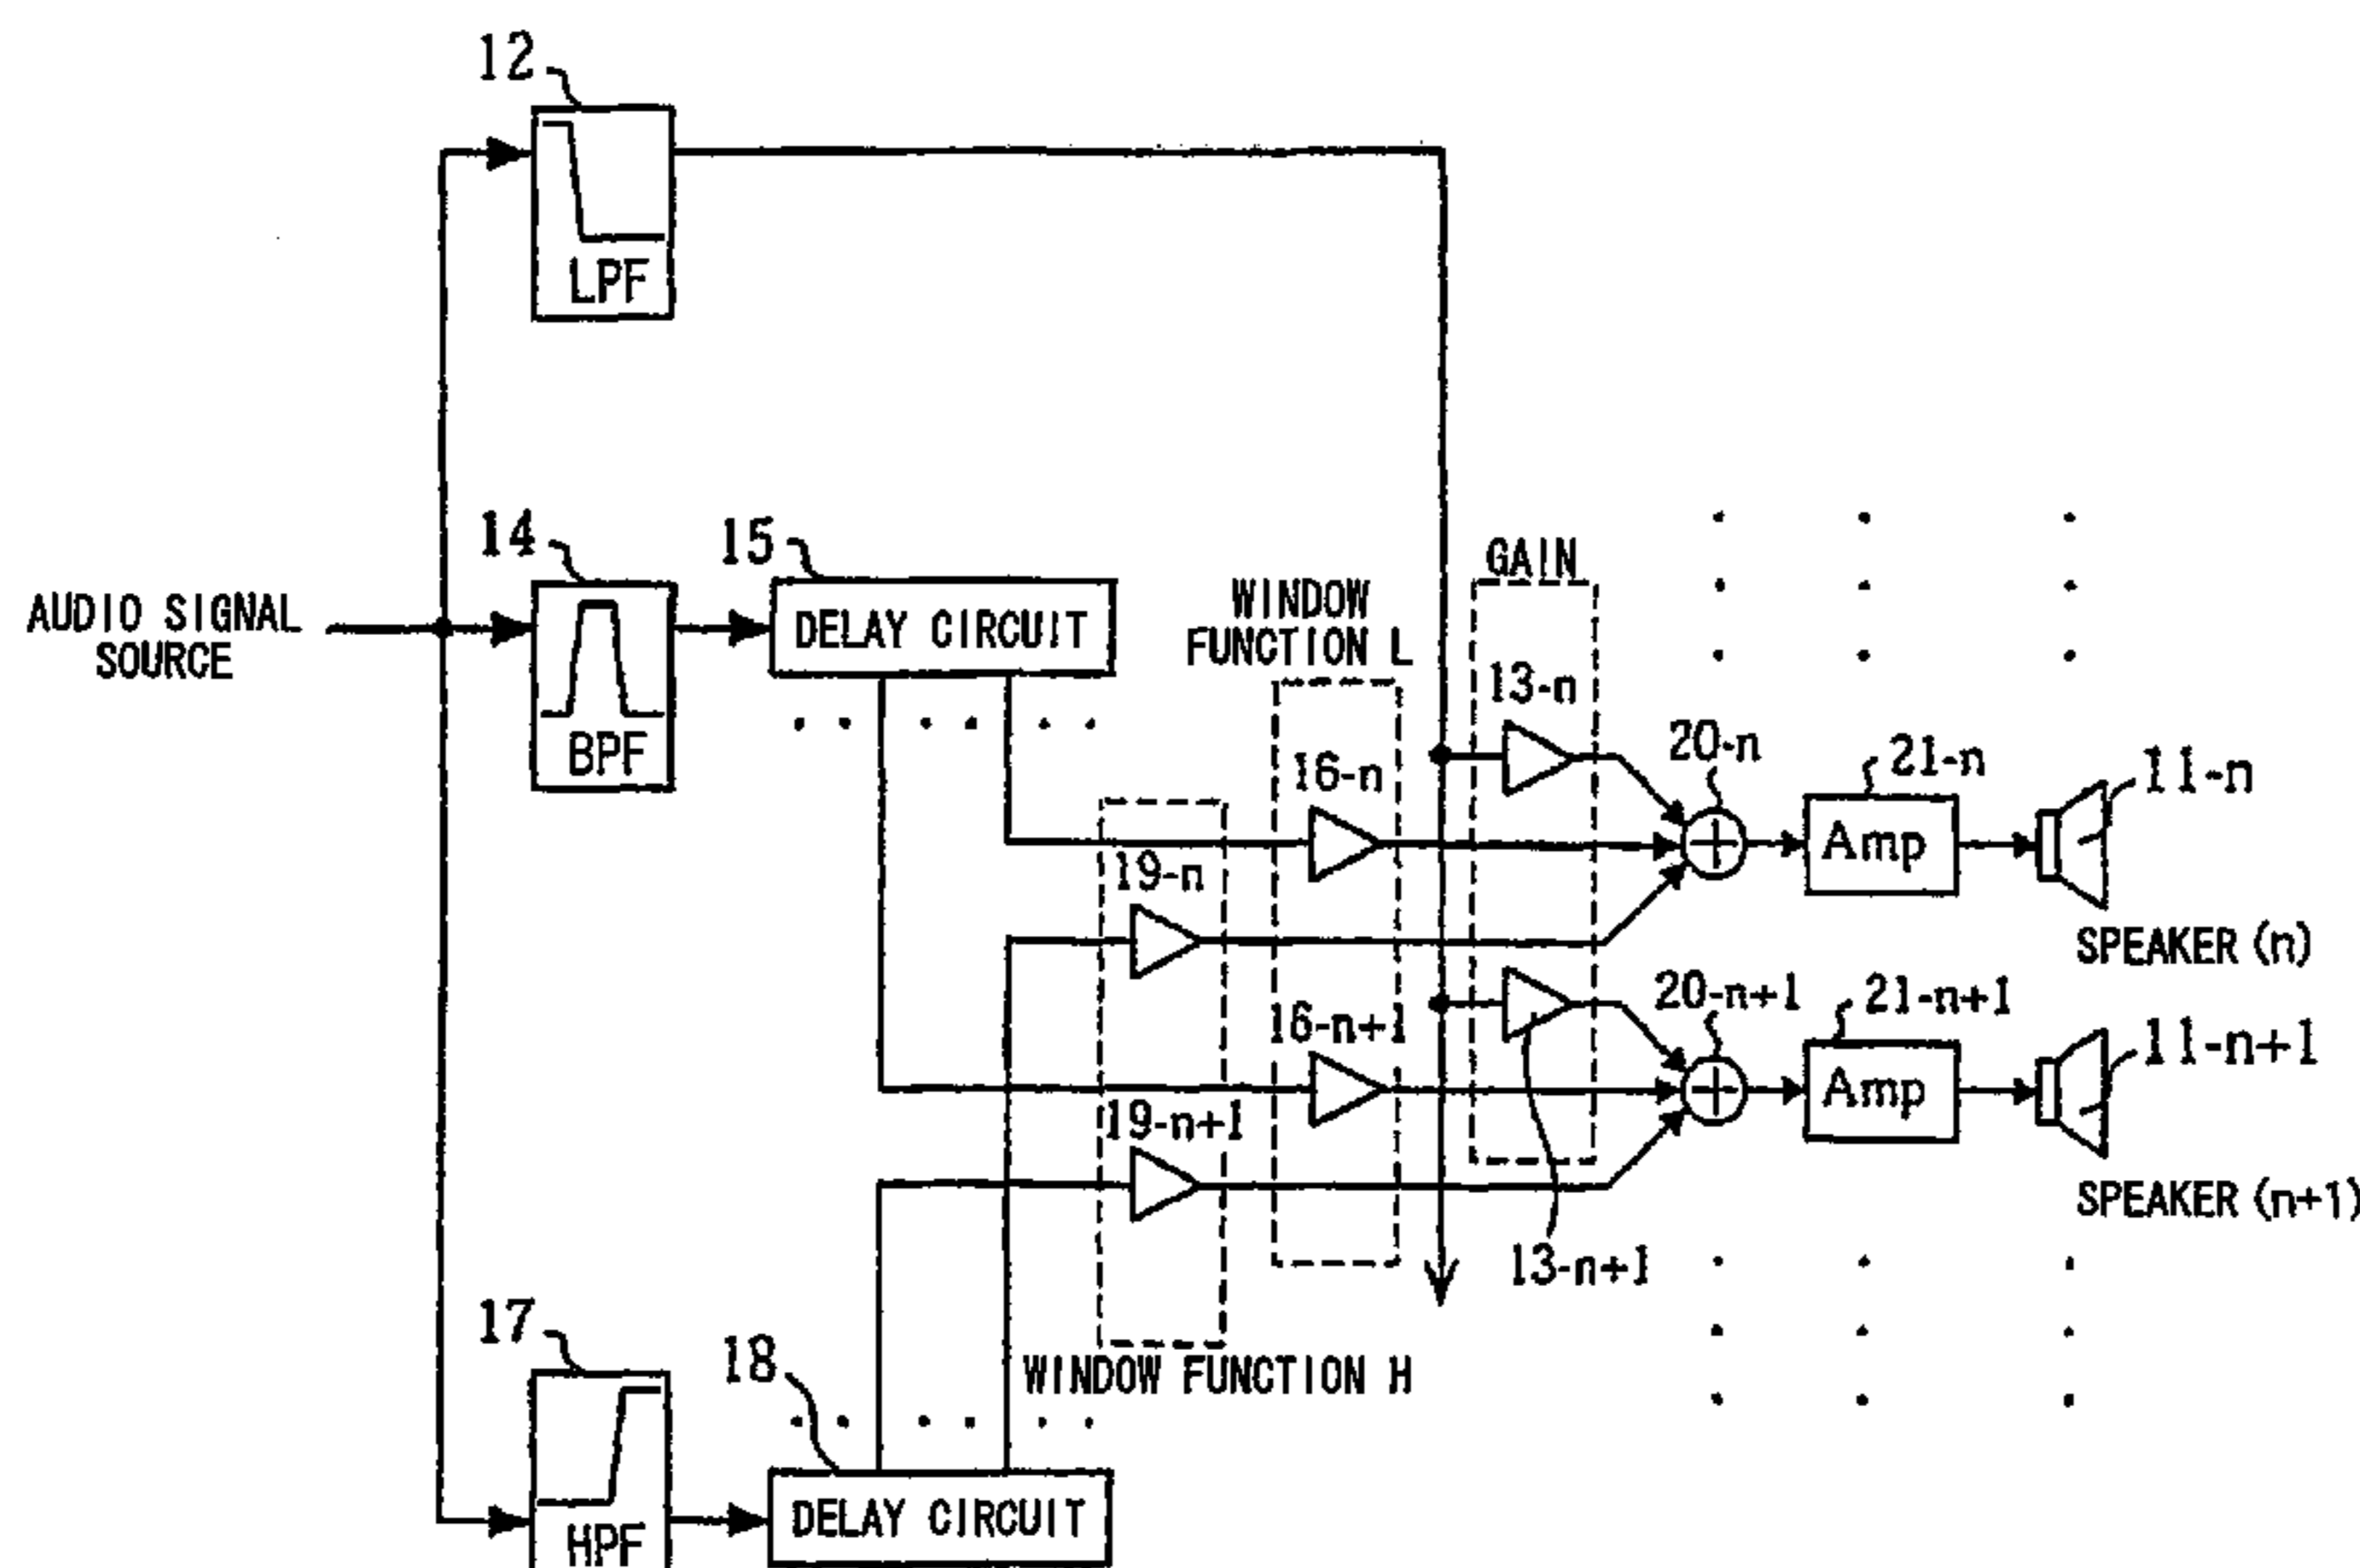 12
LPF
14
15
AUDIO SIGNAL
SOURCE
BPF
DELAY CIRCUIT
WINDOW
FUNCTION L
GAIN
13-n
16-n
20-n
21-n
11-n
19-n
Amp
SPEAKER (n)
16-n+1
20-n+1
21-n+1
11-n+1
19-n+1
Amp
SPEAKER (n+1)
13-n+1
17
18
WINDOW FUNCTION H
HPF
DELAY CIRCUIT